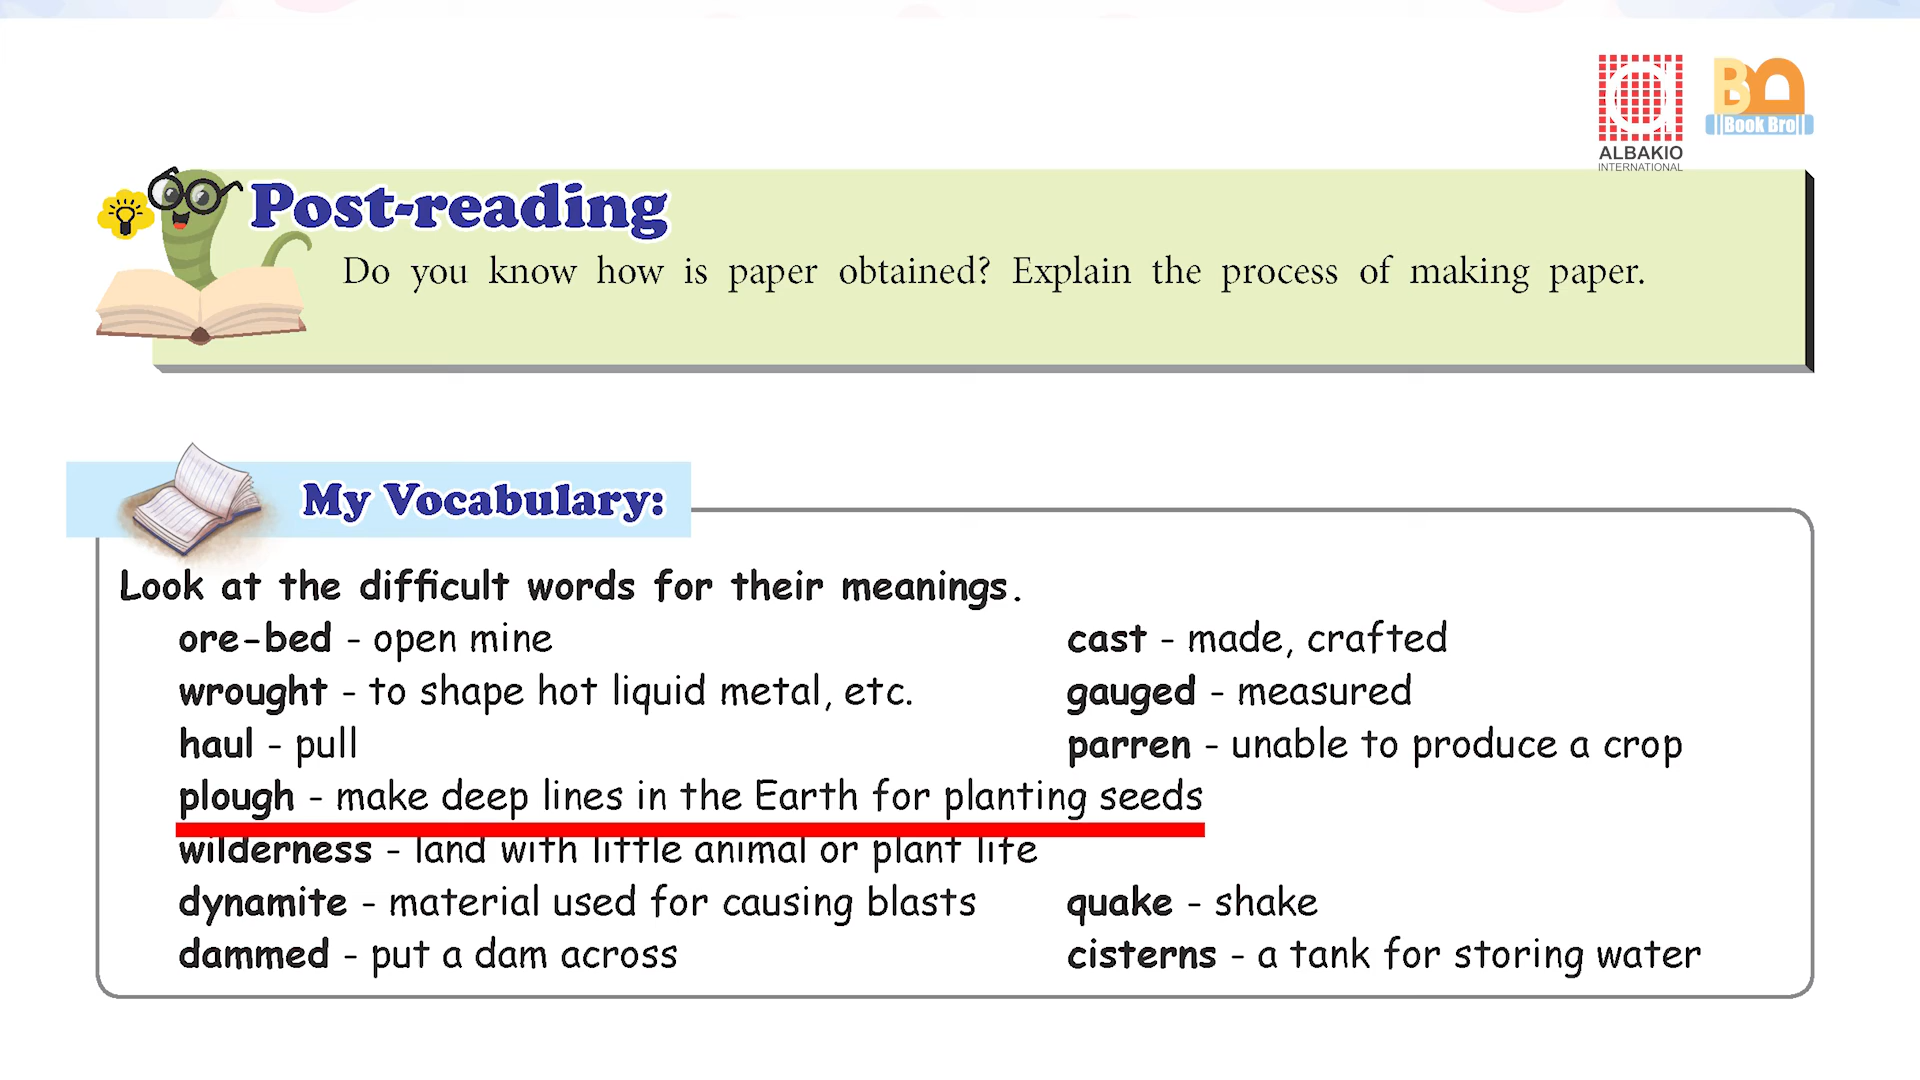 ALBAKIO
INTERNATIONAL
BQ
Book Bro
Post-reading
Do you know how is paper obtained? Explain the process of making paper.
My Vocabulary:
Look at the difficult words for their meanings.
ore-bed - open mine
cast - made, crafted
wrought - to shape hot liquid metal, etc.
gauged - measured
haul - pull
parren - unable to produce a crop
plough - make deep lines in the Earth for planting seeds
wilderness - land with little animal or plant life
dynamite - material used for causing blasts
quake - shake
dammed - put a dam across
cisterns - a tank for storing water